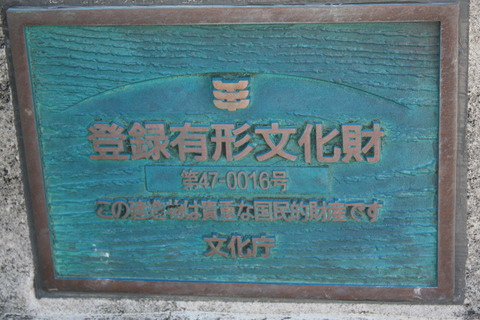 登録有形文化財
第47-0016号
この建造物は貴重な国民的財産です
文化庁